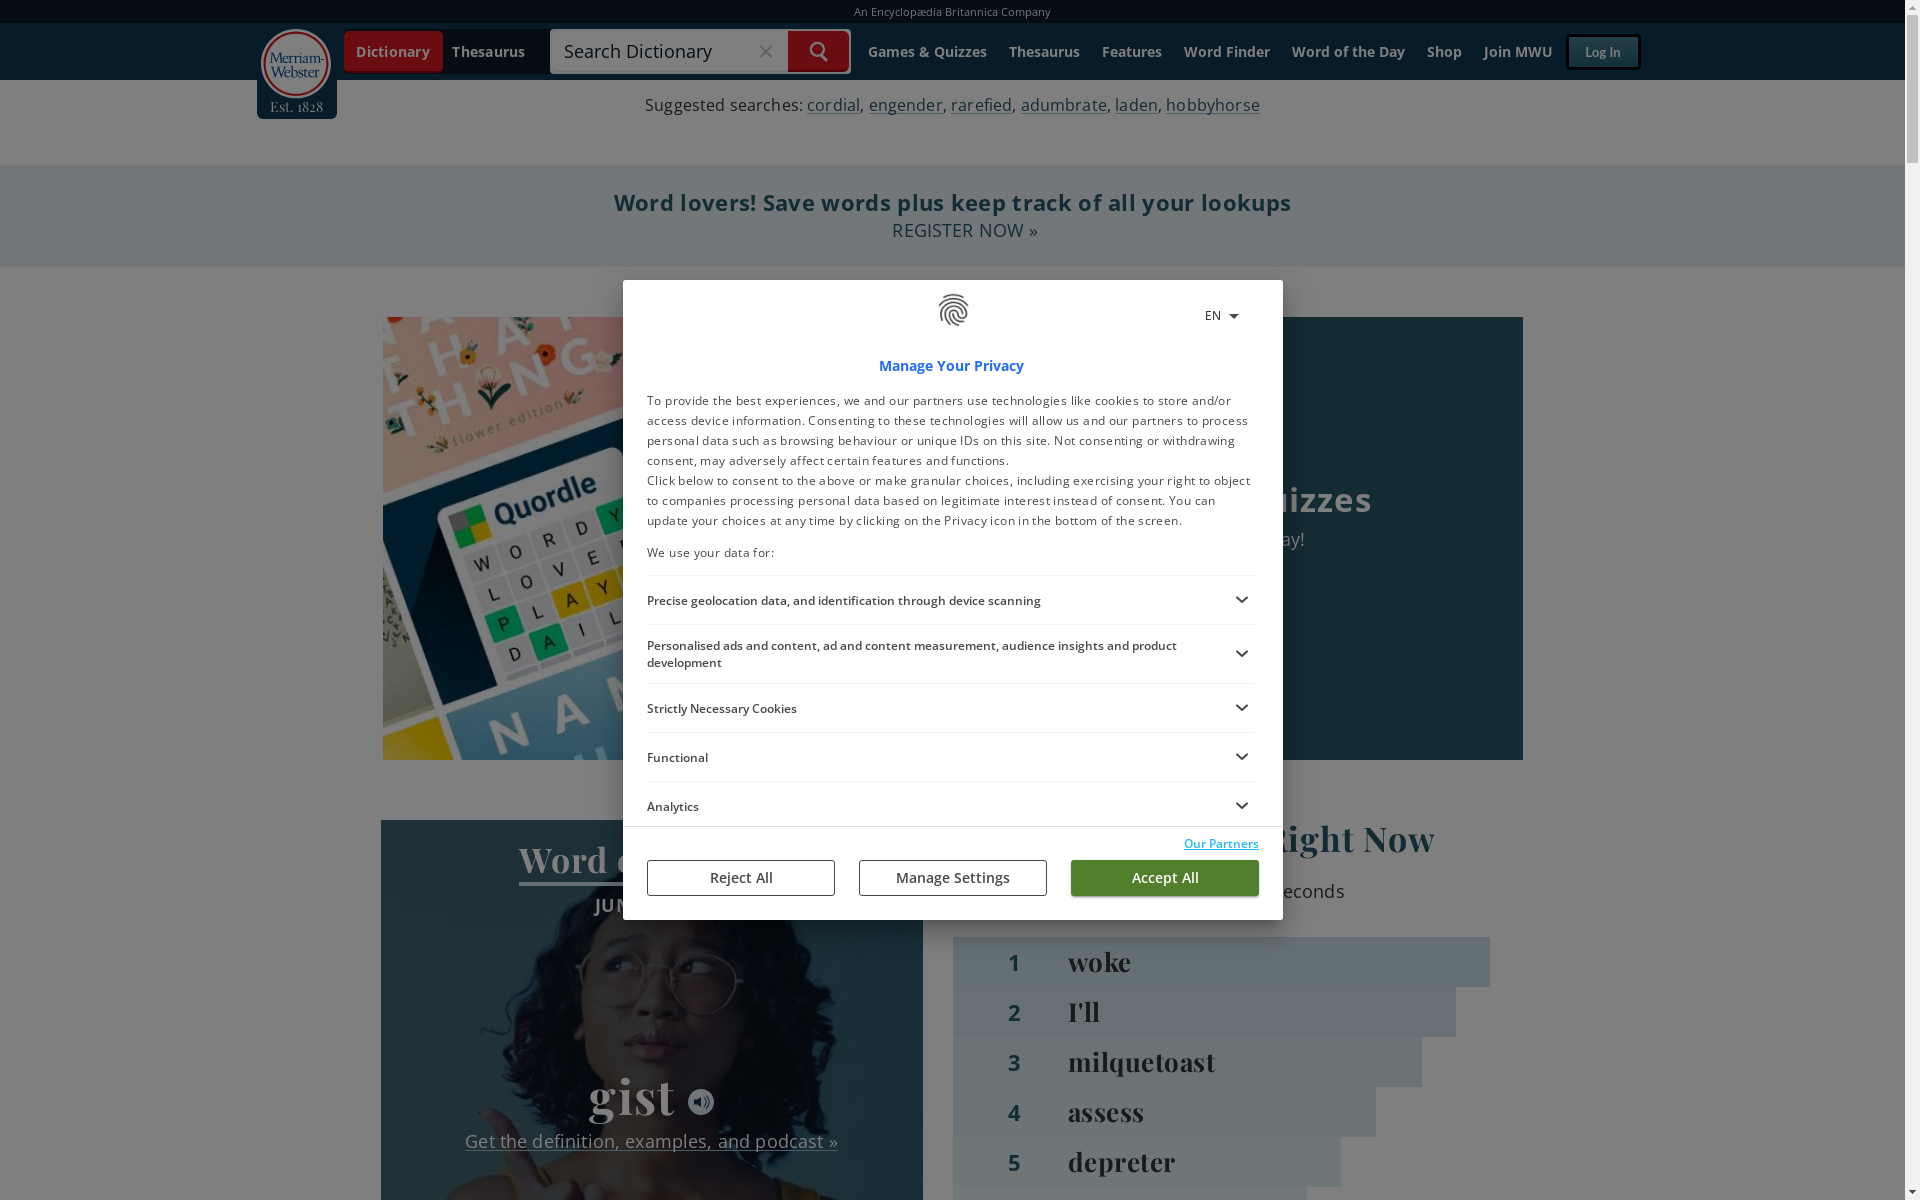 An Encyclopædia Britannica Company
Merriam-
Webster
Est. 1828
Dictionary
Thesaurus
Search Dictionary
Games & Quizzes
Thesaurus
Features
Word Finder
Word of the Day
Shop
Join MWU
Log In
Suggested searches: cordial, engender, rarefied, adumbrate, laden, hobbyhorse
Word lovers! Save words plus keep track of all your lookups
REGISTER NOW »
THAT
THING
flower edition
Quordle
WORDY
LOVE
PLAY
DAIL
NAM
uizzes
ay!
EN
Manage Your Privacy
To provide the best experiences, we and our partners use technologies like cookies to store and/or
access device information. Consenting to these technologies will allow us and our partners to process
personal data such as browsing behaviour or unique IDs on this site. Not consenting or withdrawing
consent, may adversely affect certain features and functions.
Click below to consent to the above or make granular choices, including exercising your right to object
to companies processing personal data based on legitimate interest instead of consent. You can
update your choices at any time by clicking on the Privacy icon in the bottom of the screen.
We use your data for:
Precise geolocation data, and identification through device scanning
Personalised ads and content, ad and content measurement, audience insights and product
development
Strictly Necessary Cookies
Functional
Analytics
Our Partners
Reject All
Manage Settings
Accept All
Word
JUN
gist
Get the definition, examples, and podcast »
Right Now
econds
1 woke
2 I'll
3 milquetoast
4 assess
5 depreter